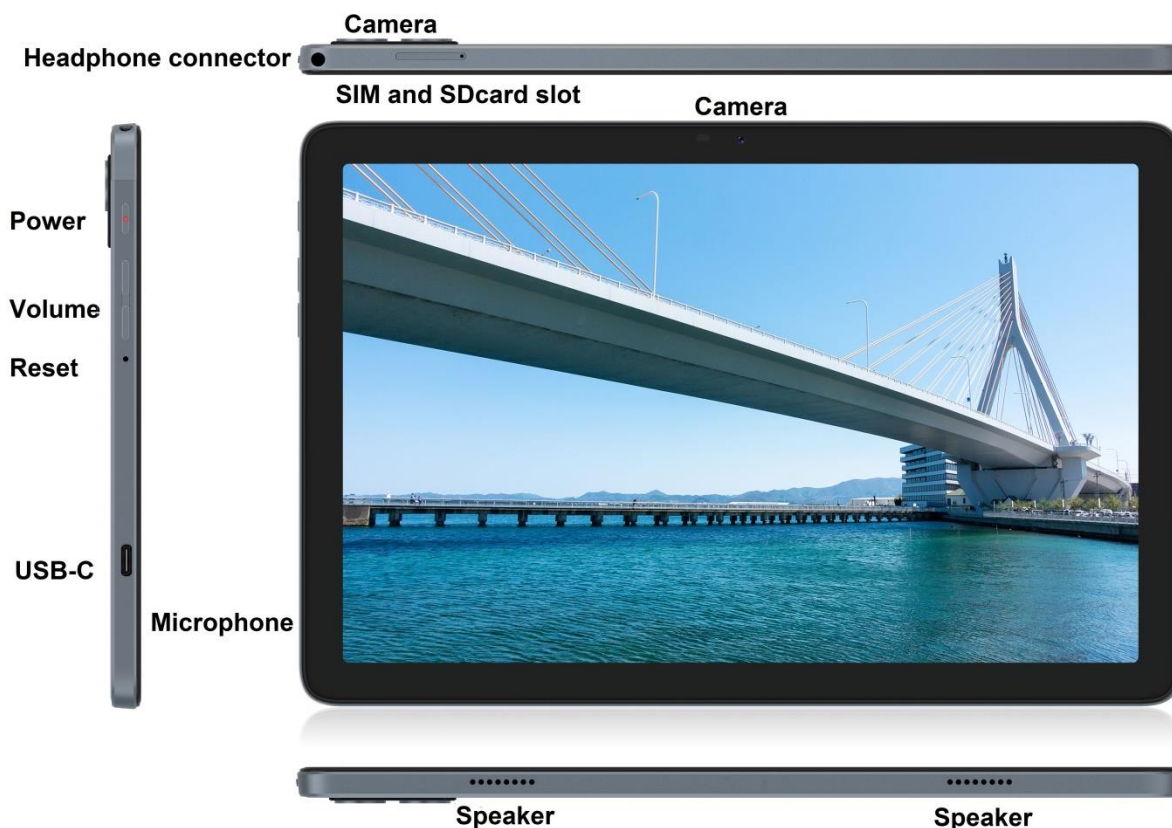 Camera
Headphone connector
SIM and SDcard slot
Camera
Power
Volume
Reset
USB-C
Microphone
Speaker
Speaker